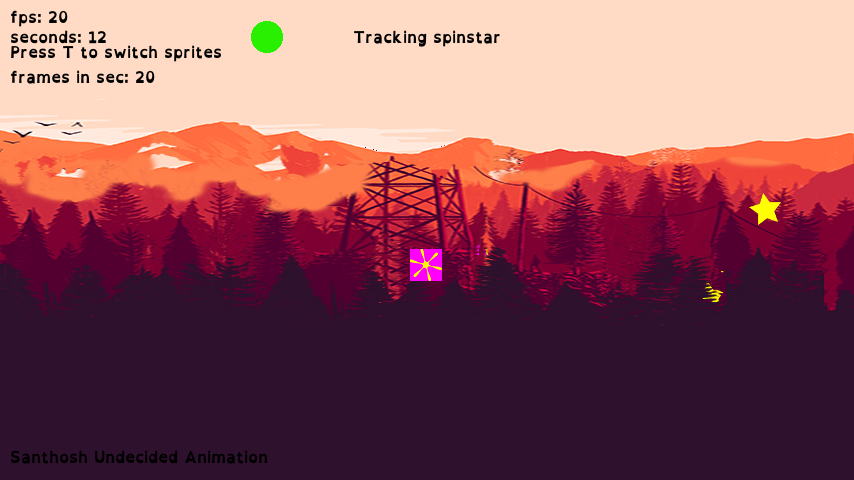 fps: 20
seconds: 12
Tracking spinstar
Press T to switch sprites
frames in sec: 20
Santhosh Undecided Animation